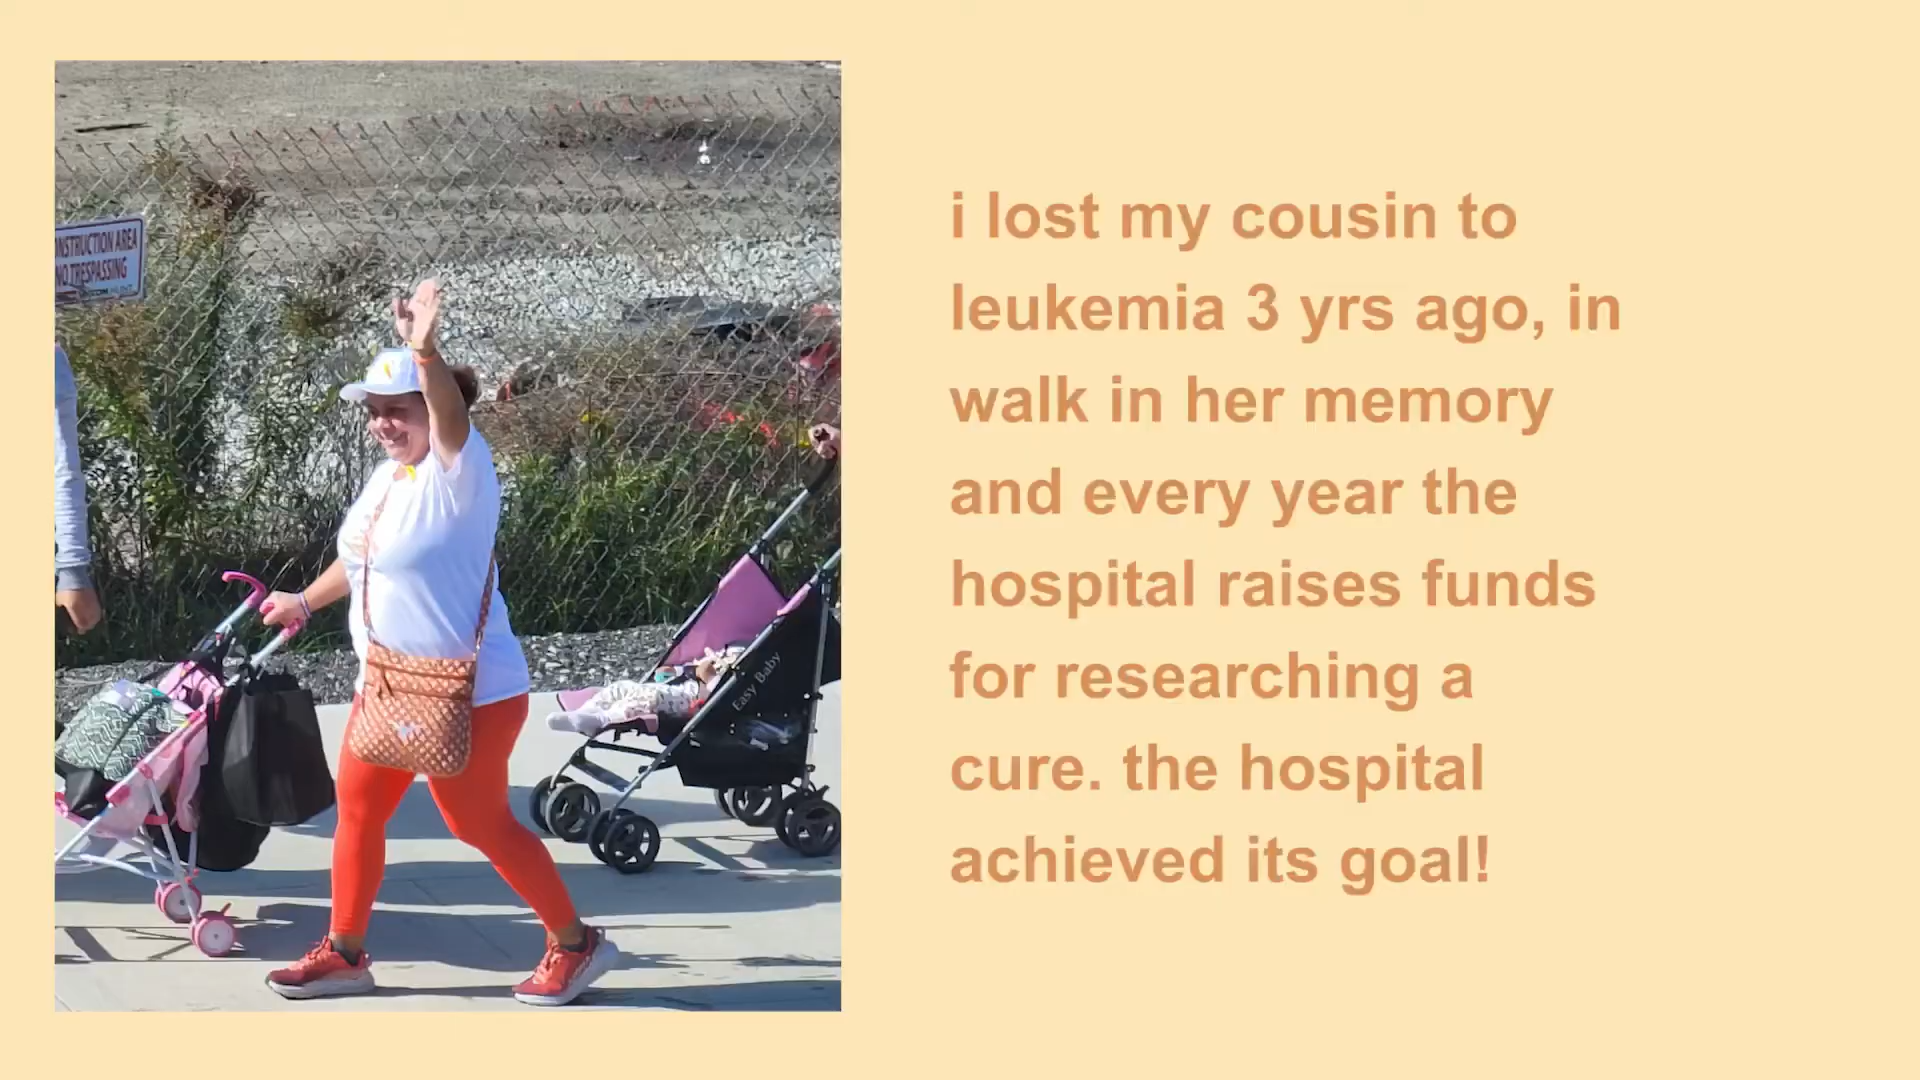 ONSTRUCTION AREA
NO TRESPASSING
i lost my cousin to
leukemia 3 yrs ago, in
walk in her memory
and every year the
hospital raises funds
for researching a
cure. the hospital
achieved its goal!
Easy Baby